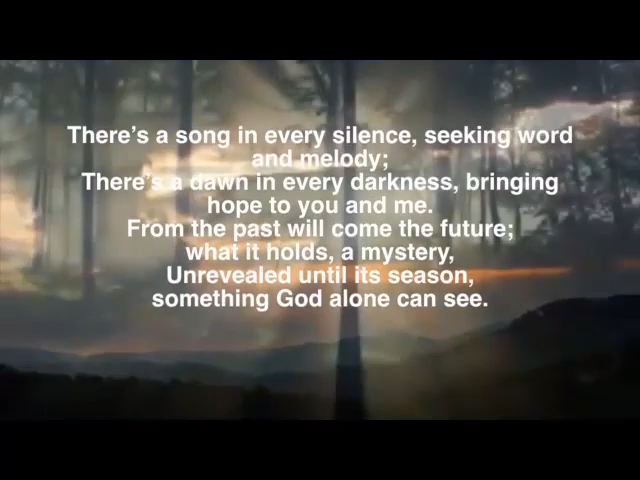 There’s a song in every silence, seeking word
and melody;
There’s a dawn in every darkness, bringing
hope to you and me.
From the past will come the future;
what it holds, a mystery,
Unrevealed until its season,
something God alone can see.